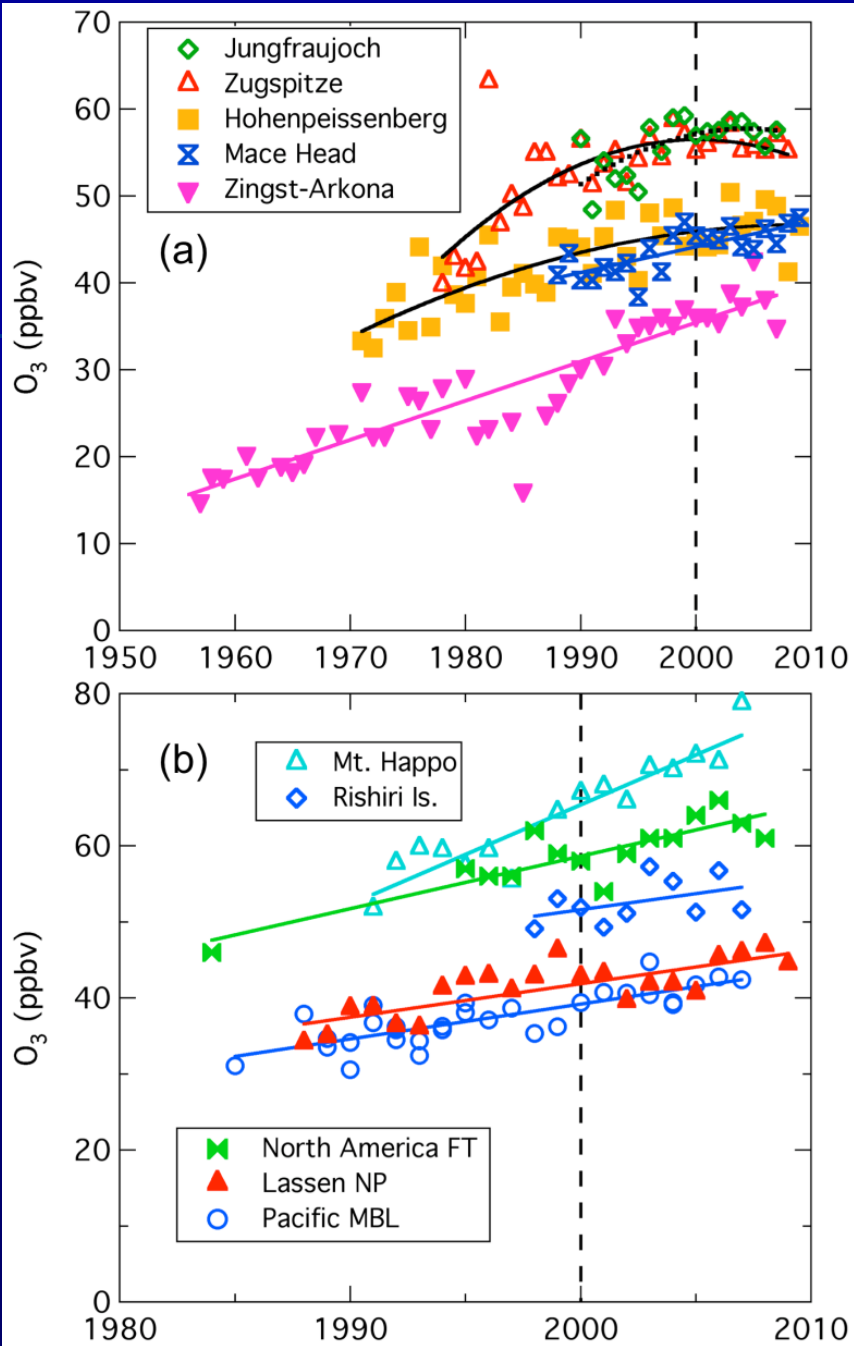 70
60
50
40
30
20
10
0
O₃ (ppbv)
Jungfraujoch
Zugspitze
Hohenpeissenberg
Mace Head
Zingst-Arkona
(a)
1950 1960 1970 1980 1990 2000 2010
80
60
40
20
0
O₃ (ppbv)
(b)
Mt. Happo
Rishiri Is.
North America FT
Lassen NP
Pacific MBL
1980 1990 2000 2010